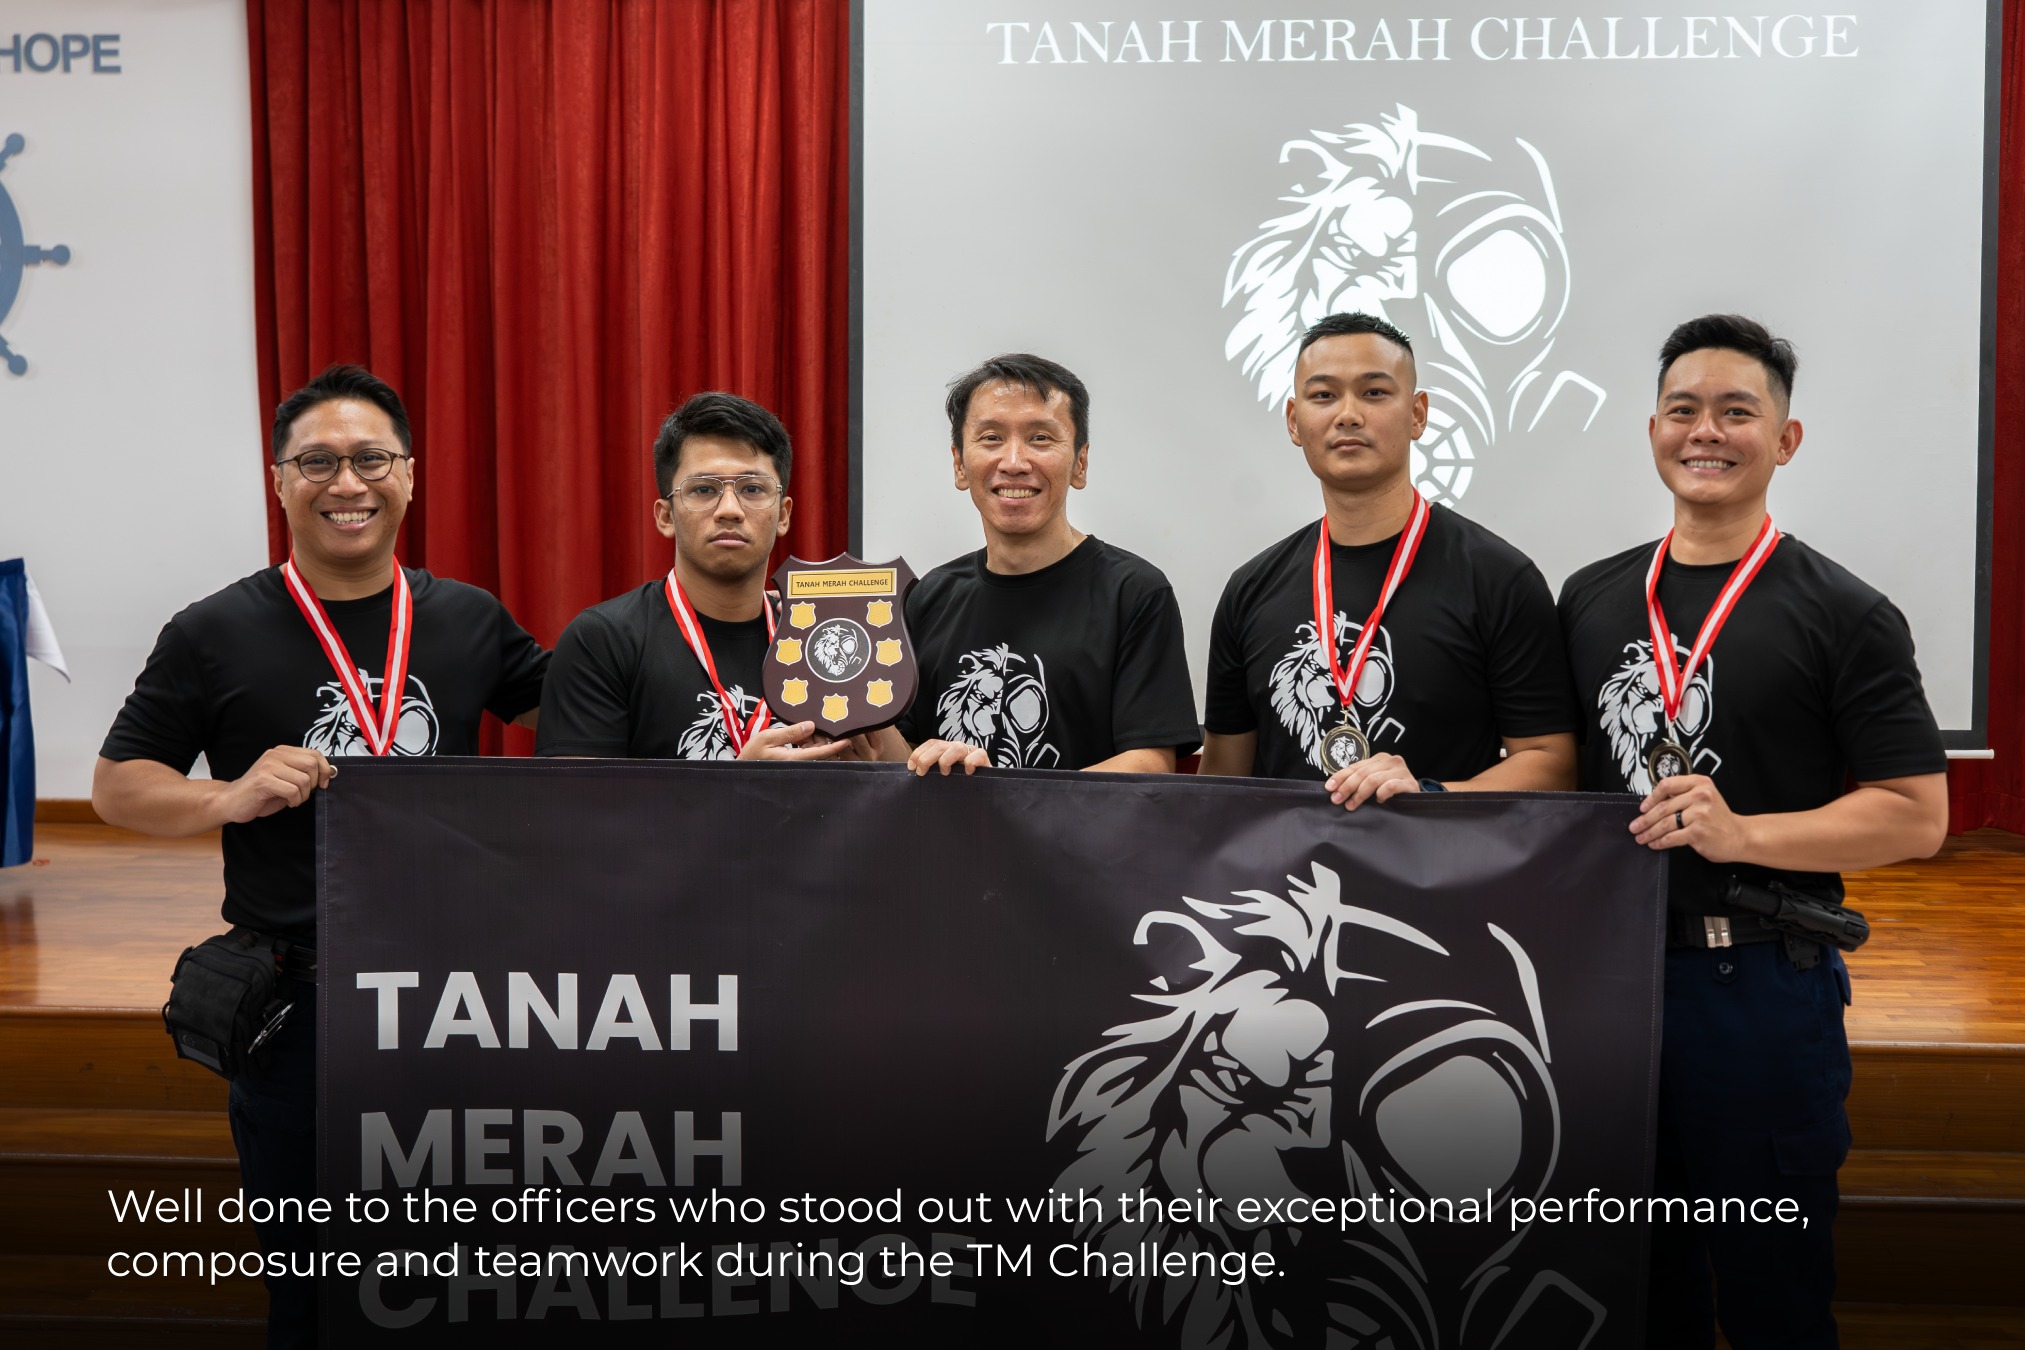 HOPE
TANAH MERAH CHALLENGE
TANAH MERAH CHALLENGE
TANAH
MERAH
CHALLENGE
Well done to the officers who stood out with their exceptional performance,
composure and teamwork during the TM Challenge.